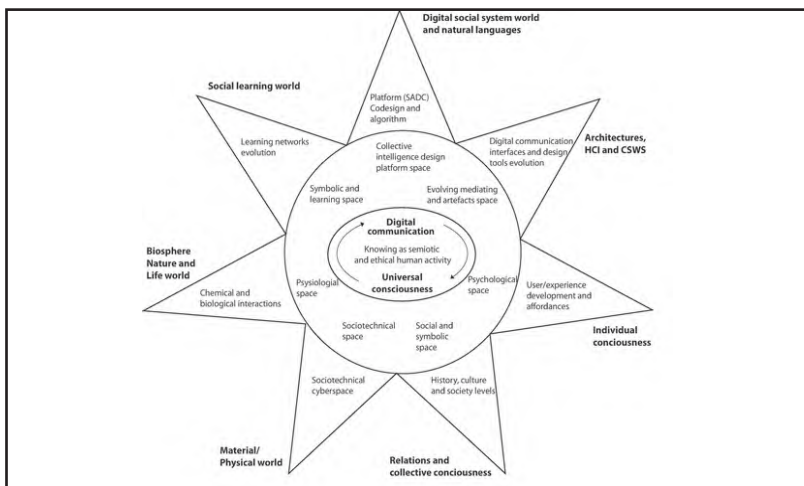 Digital social system world
and natural languages
Social learning world
Platform (SADC)
Codesign and
algorithm
Learning networks
evolution
Digital communication
interfaces and design
tools evolution
Architectures,
HCI and CSWS
Collective
intelligence design
platform space
Symbolic and
learning space
Evolving mediating
and artefacts space
Digital
communication
Knowing as semiotic
and ethical human activity
Universal
consciousness
Biosphere
Nature and
Life world
Chemical and
biological interactions
Psysiological
space
Psychological
space
User/experience
development and
affordances
Individual
conciousness
Sociotechnical
space
Social and
symbolic
space
Sociotechnical
cyberspace
History, culture
and society levels
Material/
Physical world
Relations and
collective conciousness